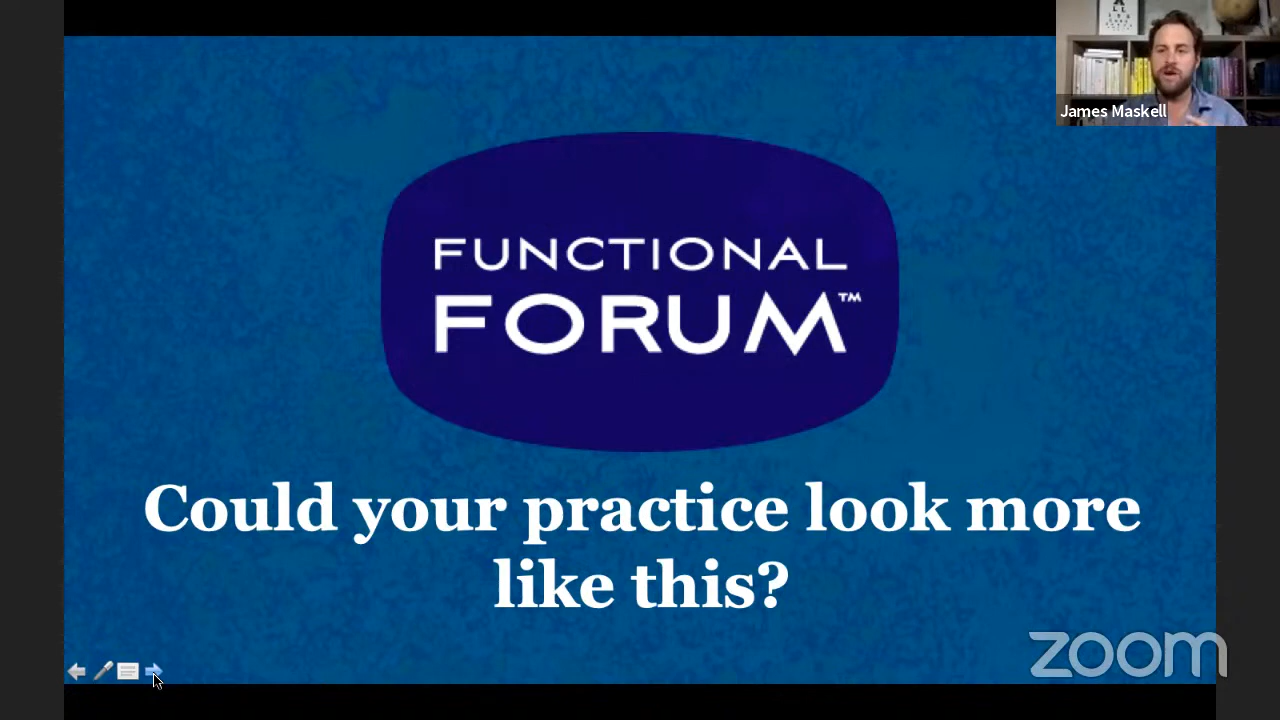 James Maskell
FUNCTIONAL
FORUM™
Could your practice look more
like this?
zoom